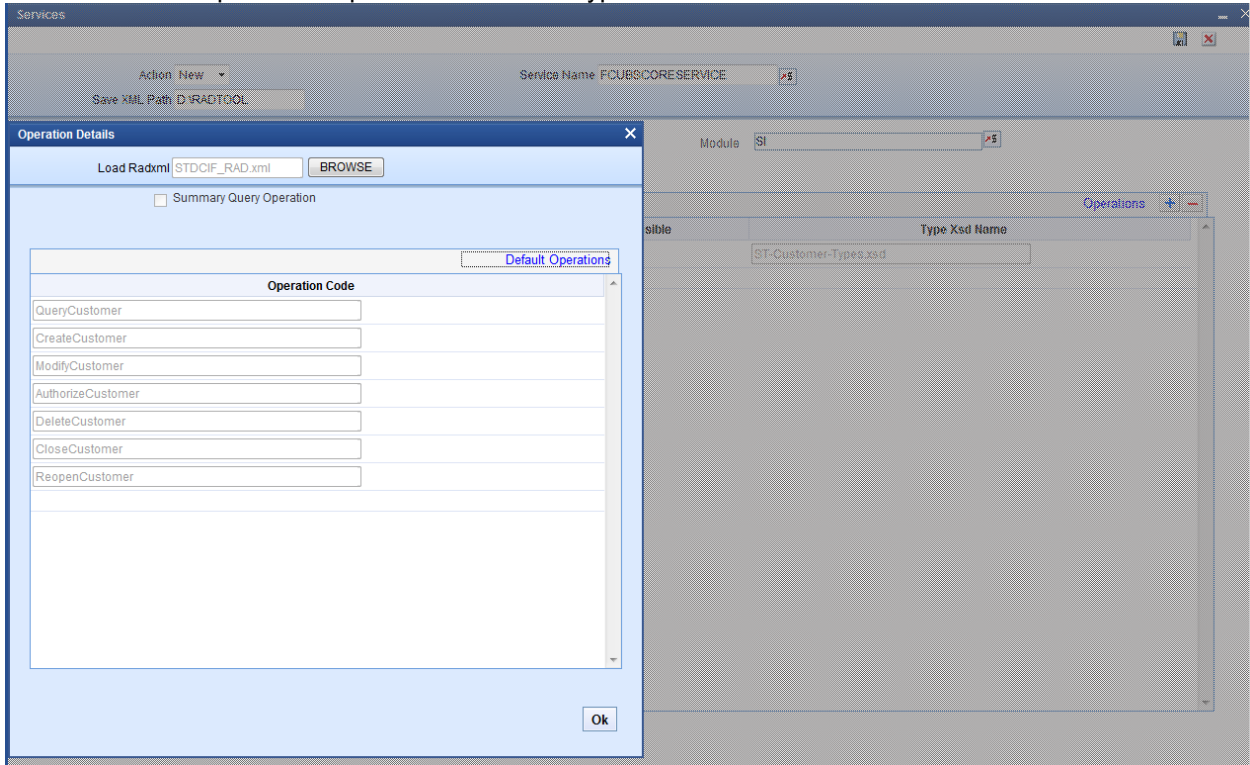 Services
Action New
Service Name FCUBSCORESERVICE
Save XML Path D:\RADTOOL
Operation Details
Module SI
Load Radxml STDCIF_RAD.xml BROWSE
Summary Query Operation
Operations + −
sible Type Xsd Name
ST-Customer-Types.xsd
Default Operations
Operation Code
QueryCustomer
CreateCustomer
ModifyCustomer
AuthorizeCustomer
DeleteCustomer
CloseCustomer
ReopenCustomer
Ok